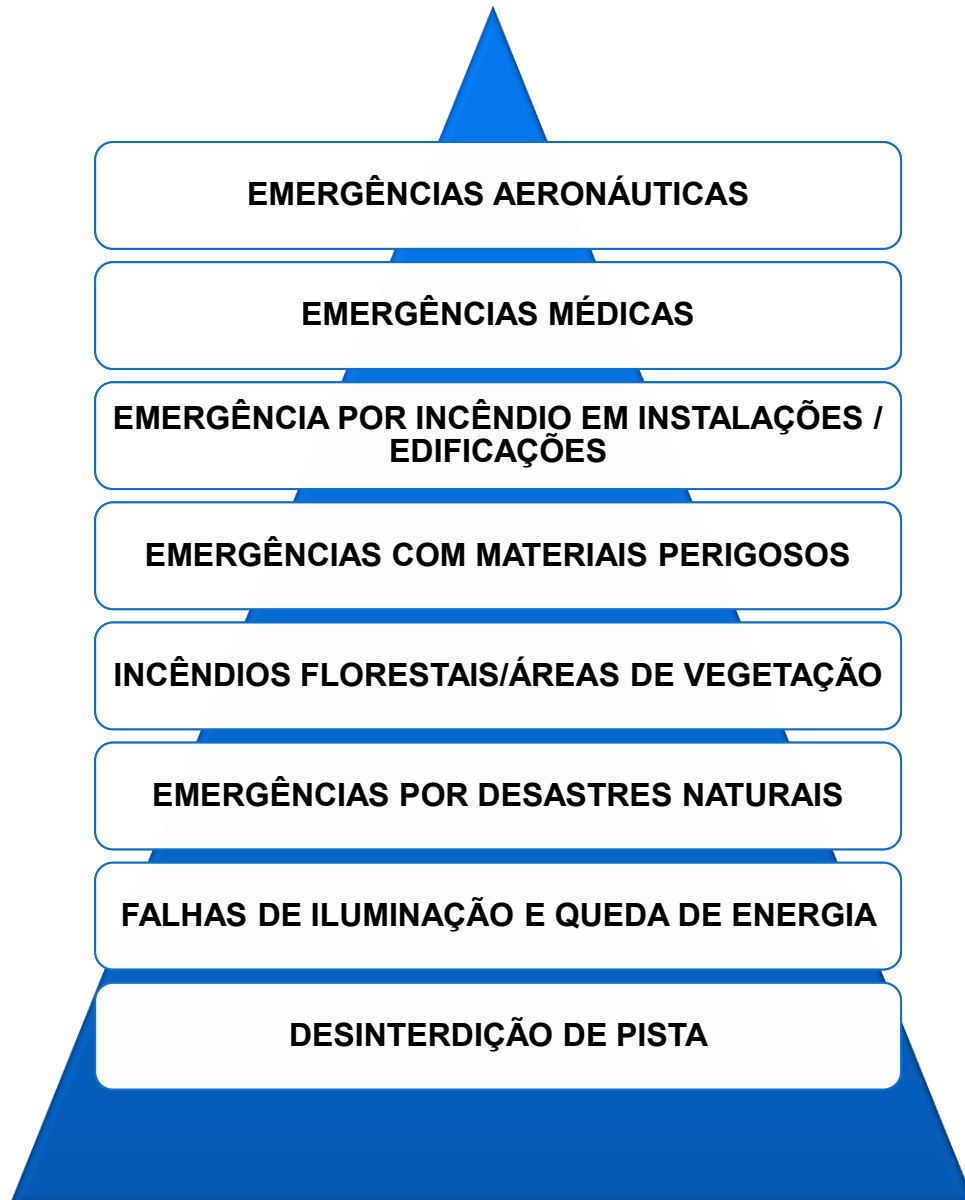 EMERGÊNCIAS AERONÁUTICAS
EMERGÊNCIAS MÉDICAS
EMERGÊNCIA POR INCÊNDIO EM INSTALAÇÕES /
EDIFICAÇÕES
EMERGÊNCIAS COM MATERIAIS PERIGOSOS
INCÊNDIOS FLORESTAIS/ÁREAS DE VEGETAÇÃO
EMERGÊNCIAS POR DESASTRES NATURAIS
FALHAS DE ILUMINAÇÃO E QUEDA DE ENERGIA
DESINTERDIÇÃO DE PISTA